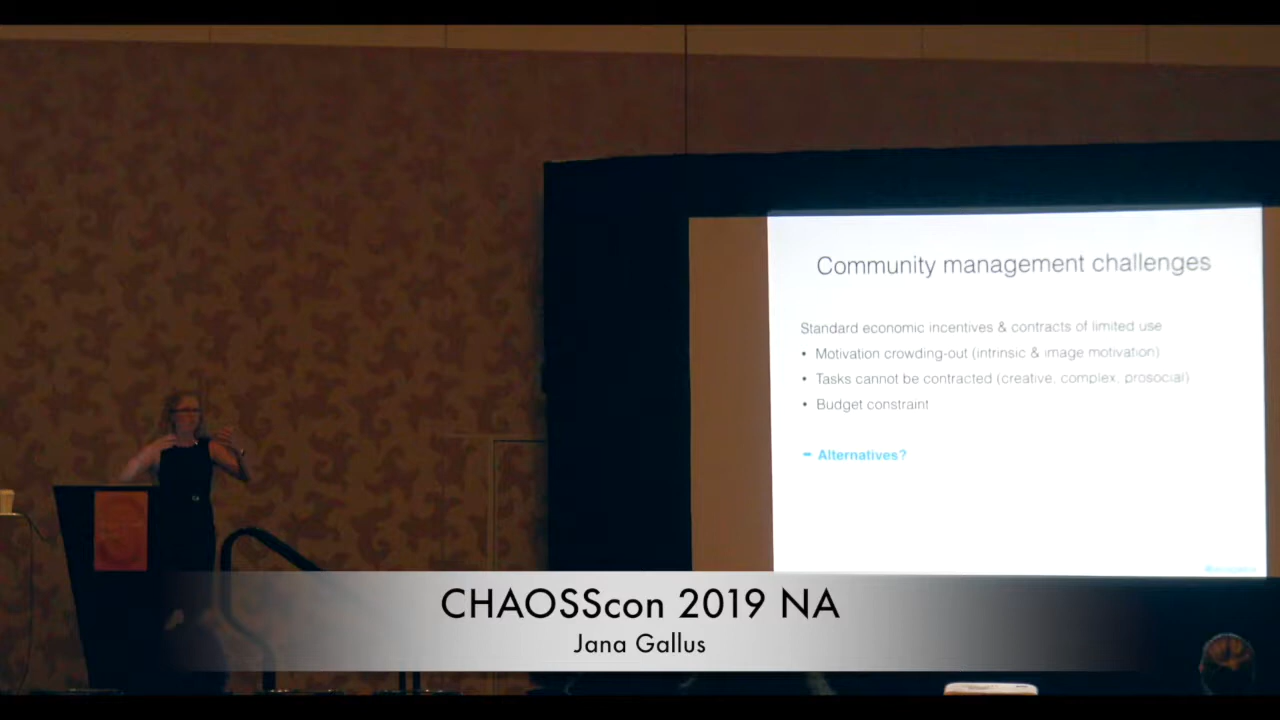 Community management challenges
Standard economic incentives & contracts of limited use
• Motivation crowding-out (intrinsic & image motivation)
• Tasks cannot be contracted (creative, complex, prosocial)
• Budget constraint
Alternatives?
CHAOSScon 2019 NA
Jana Gallus